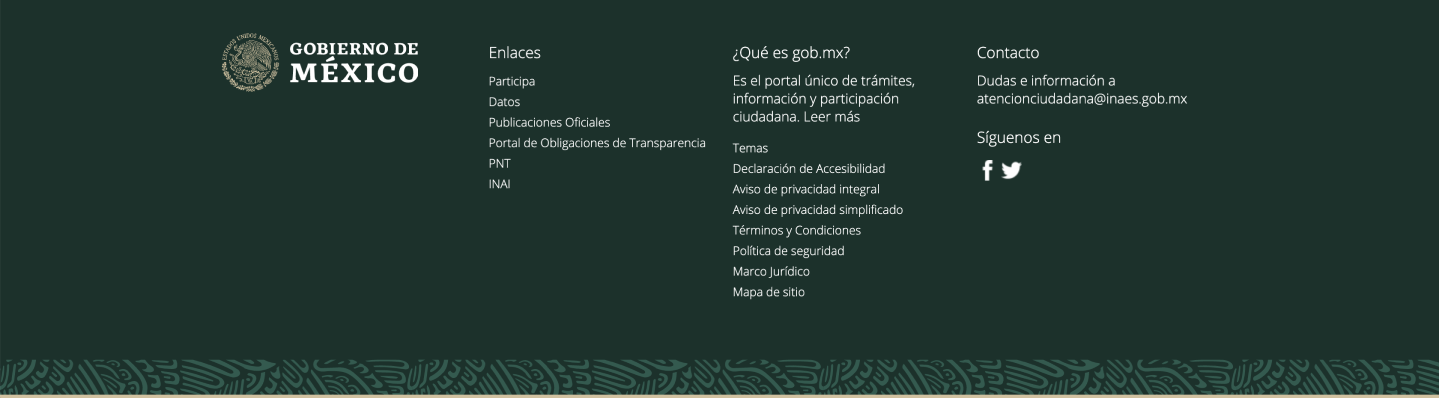 ESTADOS UNIDOS MEXICANOS
GOBIERNO DE
MÉXICO
Enlaces
Participa
Datos
Publicaciones Oficiales
Portal de Obligaciones de Transparencia
PNT
INAI
¿Qué es gob.mx?
Es el portal único de trámites,
información y participación
ciudadana. Leer más
Temas
Declaración de Accesibilidad
Aviso de privacidad integral
Aviso de privacidad simplificado
Términos y Condiciones
Política de seguridad
Marco Jurídico
Mapa de sitio
Contacto
Dudas e información a
atencionciudadana@inaes.gob.mx
Síguenos en